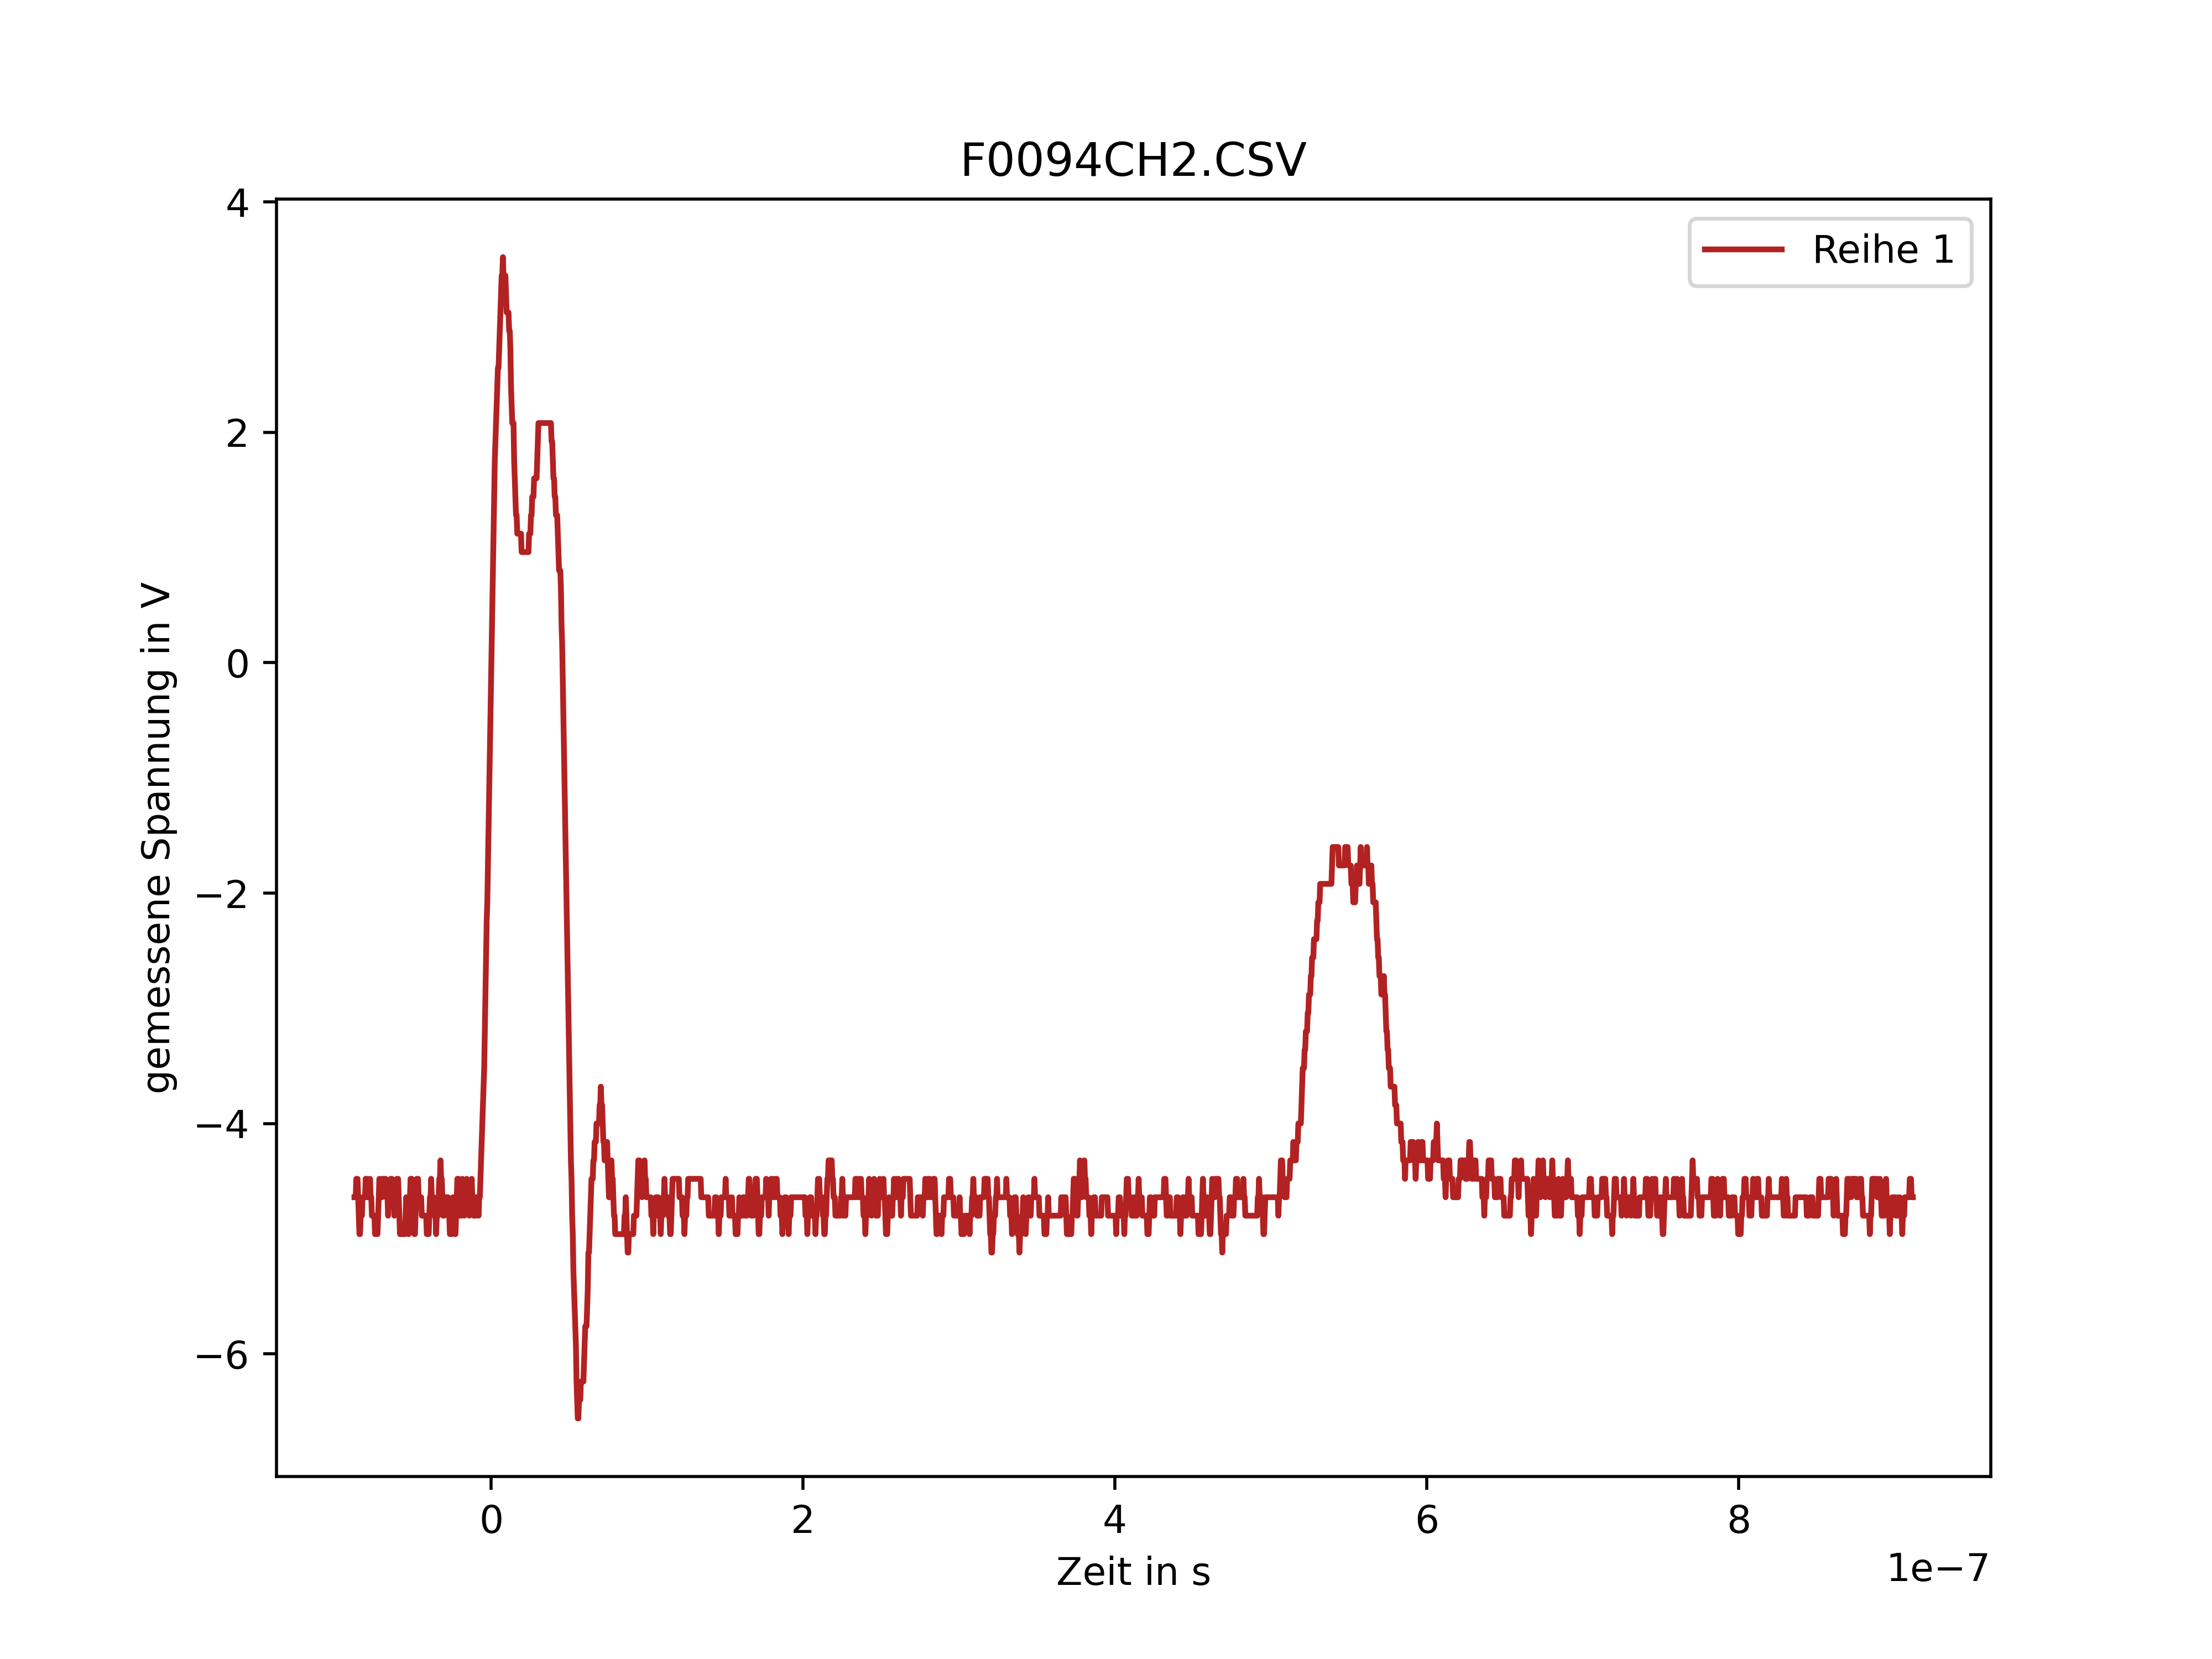 F0094CH2.CSV
Reihe 1
4
2
0
−2
−4
−6
gemessene Spannung in V
0 2 4 6 8
Zeit in s
1e−7